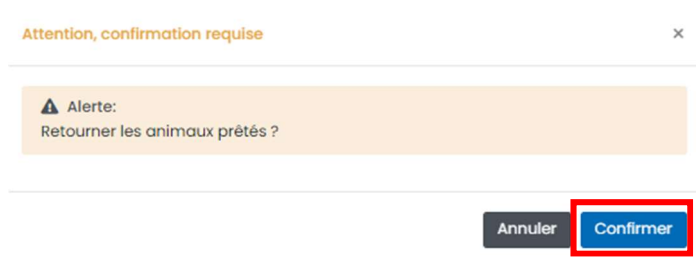 Attention, confirmation requise ×
Alerte:
Retourner les animaux prêtés ?
Annuler Confirmer